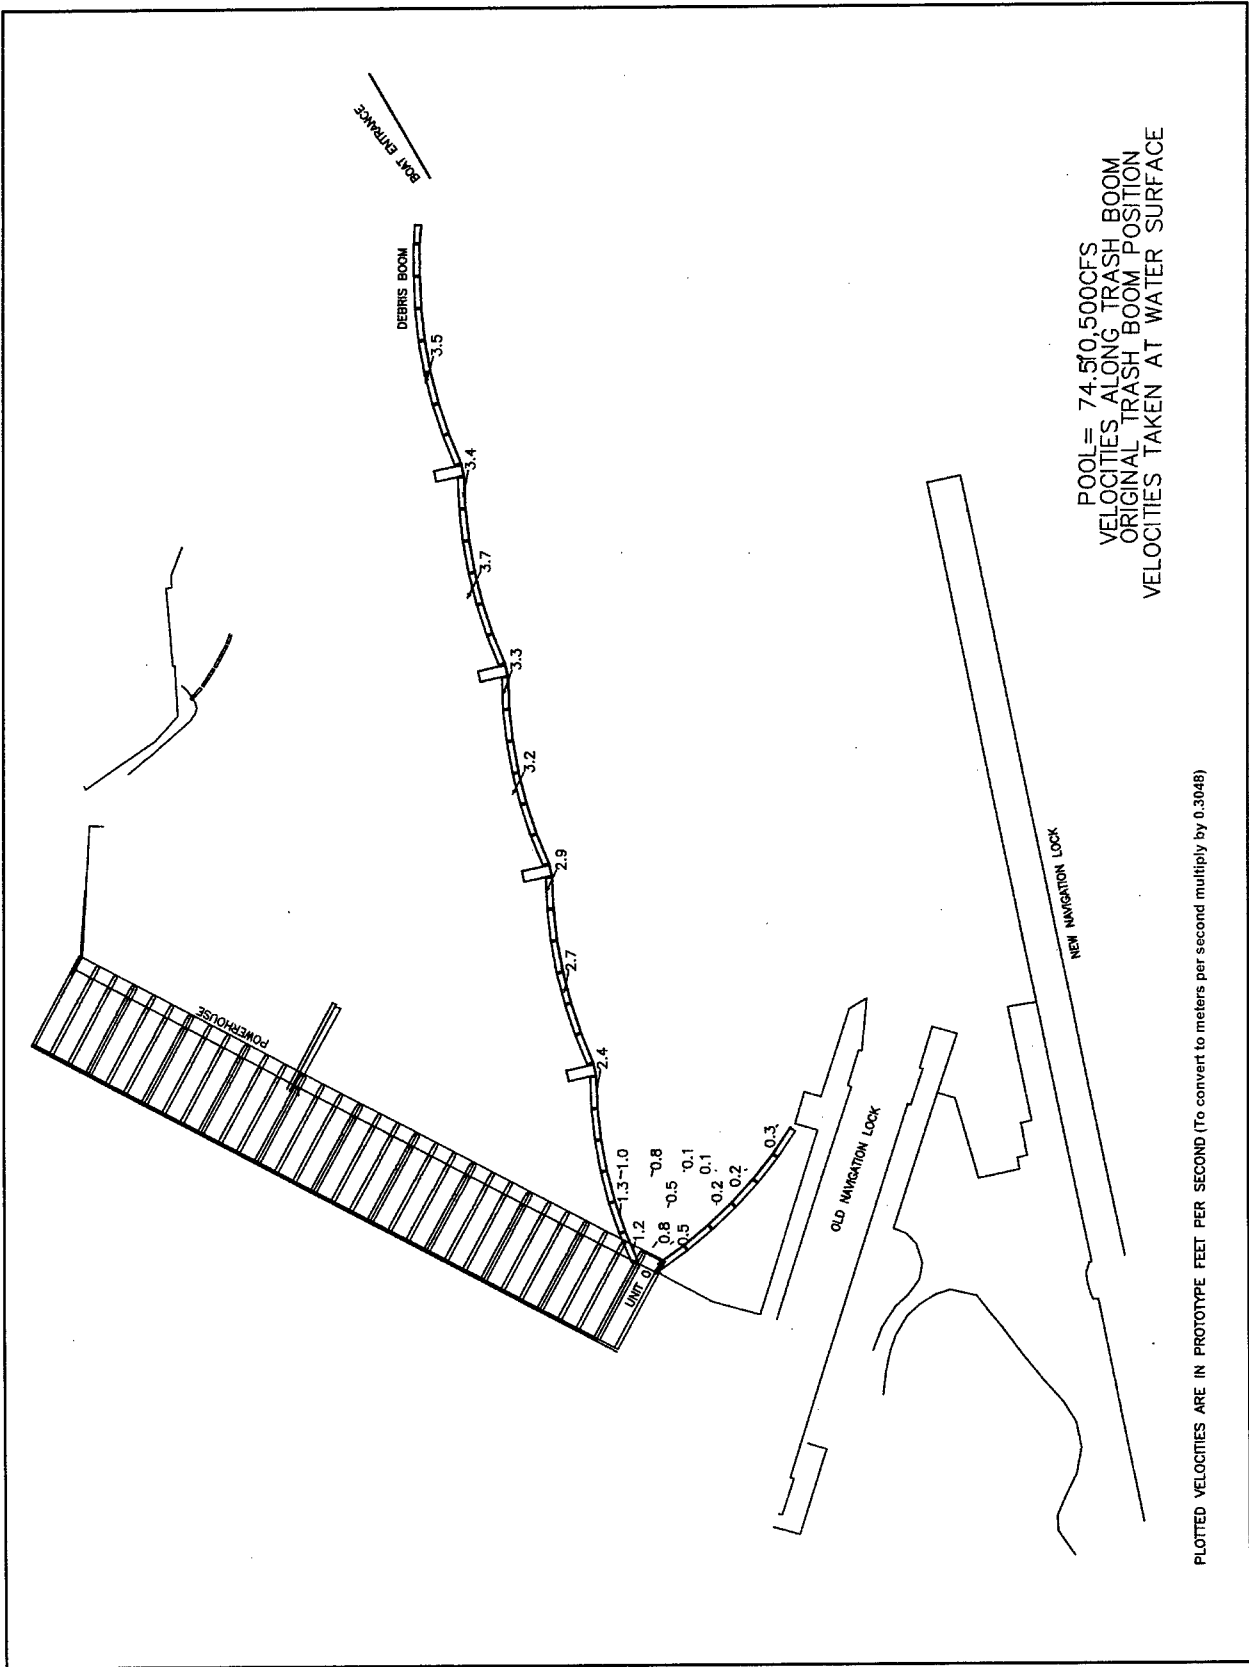 POWERHOUSE
BOAT ENTRANCE
DEBRIS BOOM
3.5
3.4
3.7
3.3
3.2
2.9
2.7
2.4
1.3
1.0
1.2
UNIT 0
0.8
0.8
0.5
0.5
0.1
0.1
0.2
0.2
0.3
OLD NAVIGATION LOCK
NEW NAVIGATION LOCK
POOL= 74.510,500CFS
VELOCITIES ALONG TRASH BOOM
ORIGINAL TRASH BOOM POSITION
VELOCITIES TAKEN AT WATER SURFACE
PLOTTED VELOCITIES ARE IN PROTOTYPE FEET PER SECOND (To convert to meters per second multiply by 0.3048)